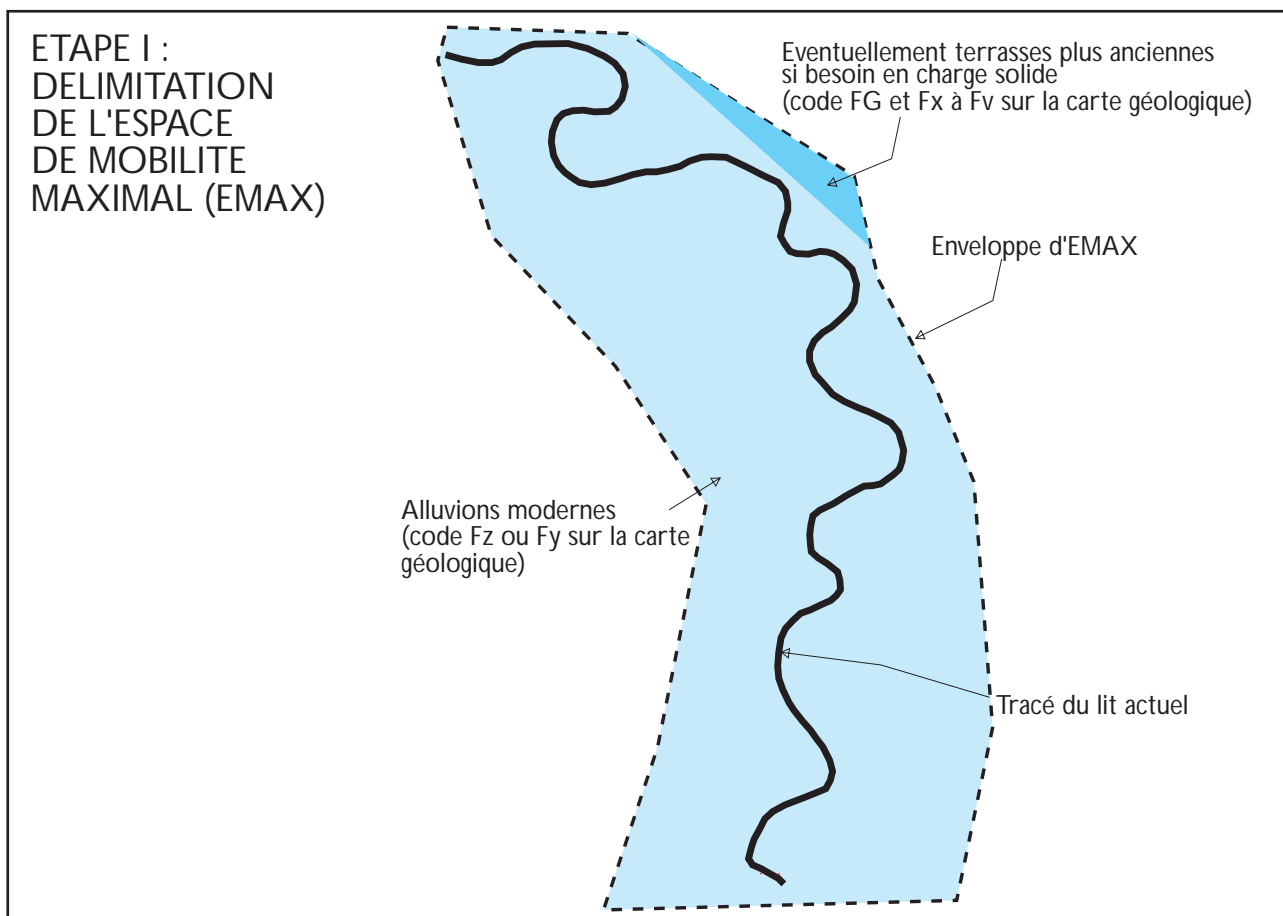 ETAPE I :
DELIMITATION
DE L'ESPACE
DE MOBILITE
MAXIMAL (EMAX)
Eventuellement terrasses plus anciennes
si besoin en charge solide
(code FG et Fx à Fv sur la carte géologique)
Enveloppe d'EMAX
Alluvions modernes
(code Fz ou Fy sur la carte
géologique)
Tracé du lit actuel